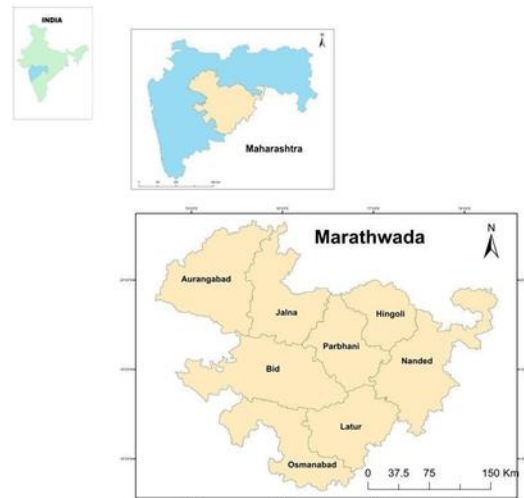 INDIA
N
Maharashtra
Marathwada
N
Aurangabad
Jalna
Hingoli
Parbhani
Nanded
Bid
Latur
Osmanabad
0 37.5 75 150 Km